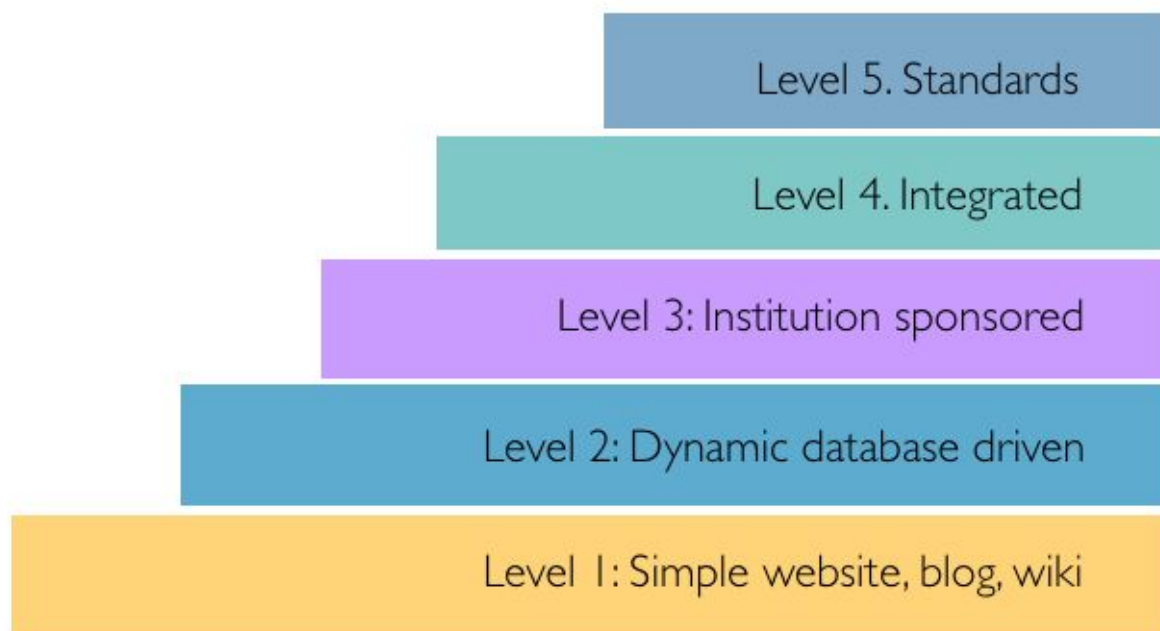 Level 5. Standards
Level 4. Integrated
Level 3: Institution sponsored
Level 2: Dynamic database driven
Level 1: Simple website, blog, wiki